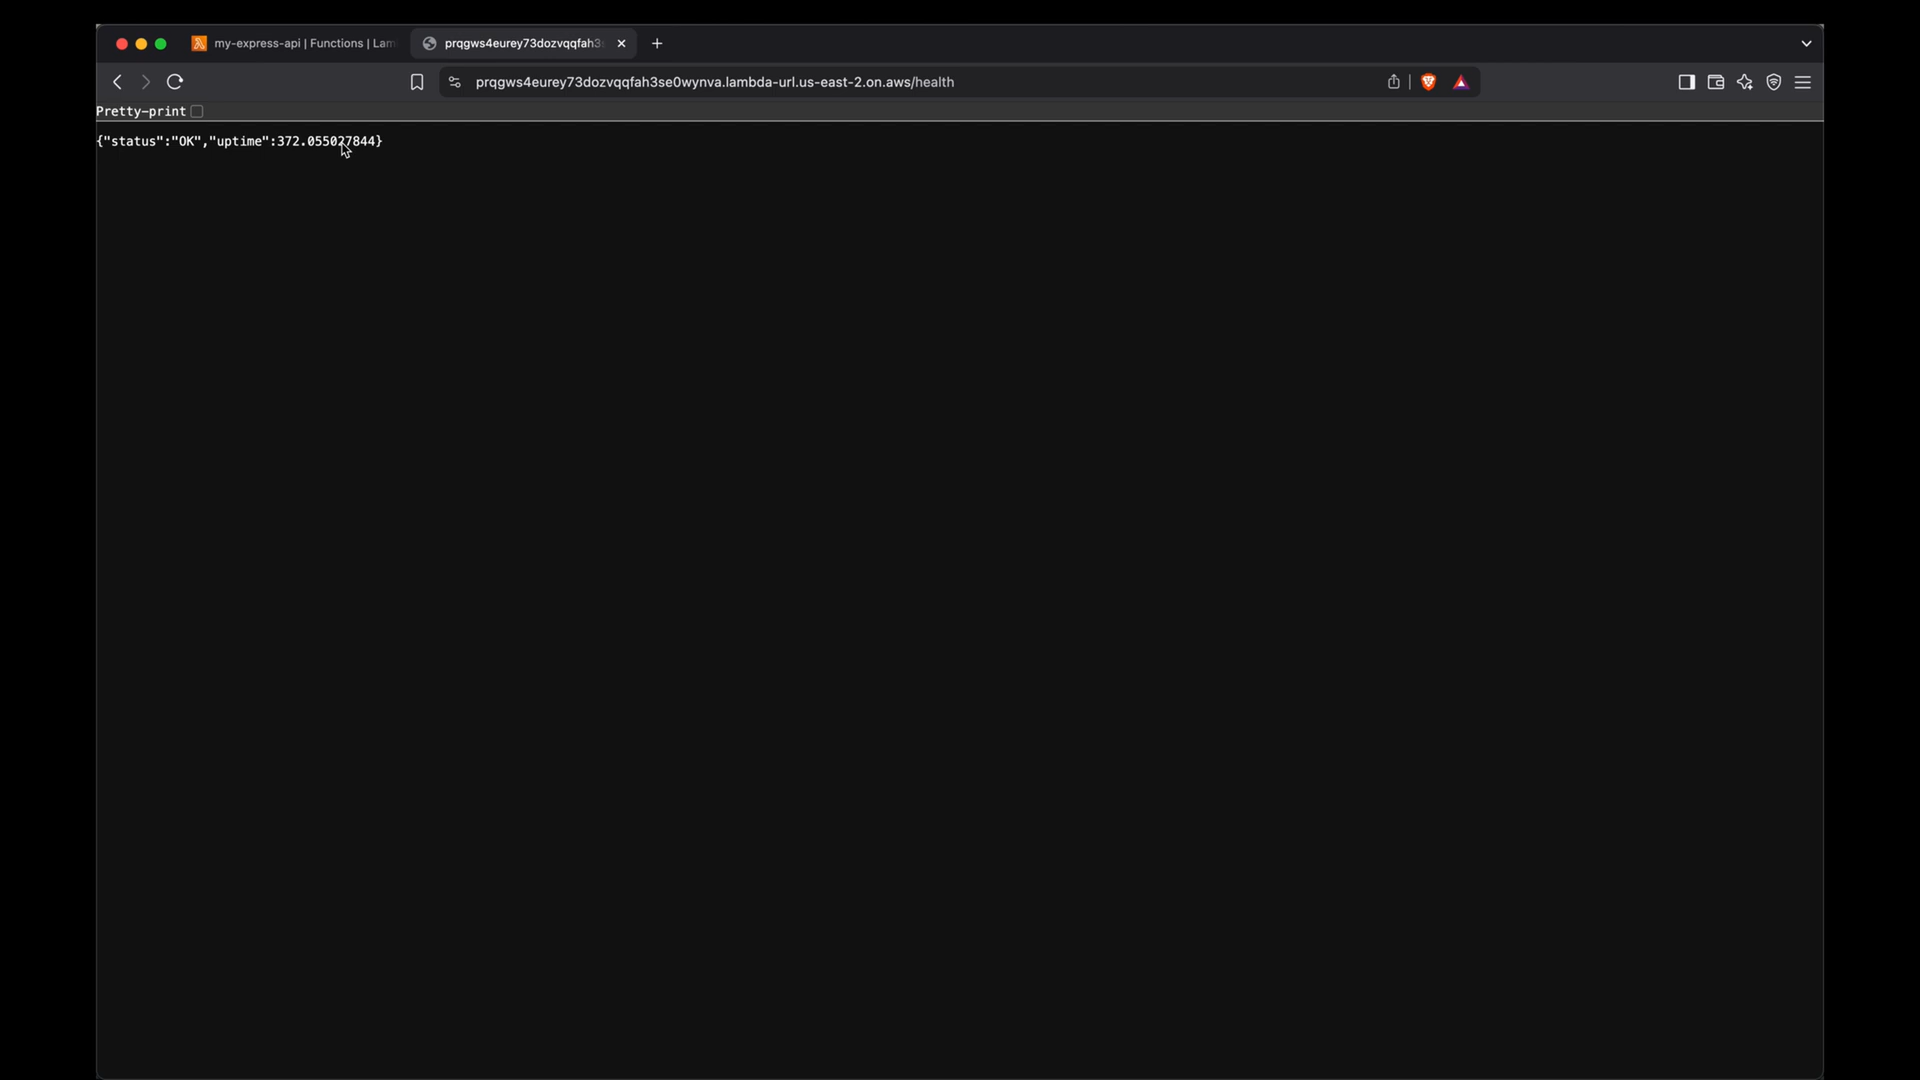 my-express-api | Functions | Lam
prqgws4eurey73dozvqqfah3s
prqgws4eurey73dozvqqfah3se0wynva.lambda-url.us-east-2.on.aws/health
Pretty-print
{"status":"OK","uptime":372.055027844}